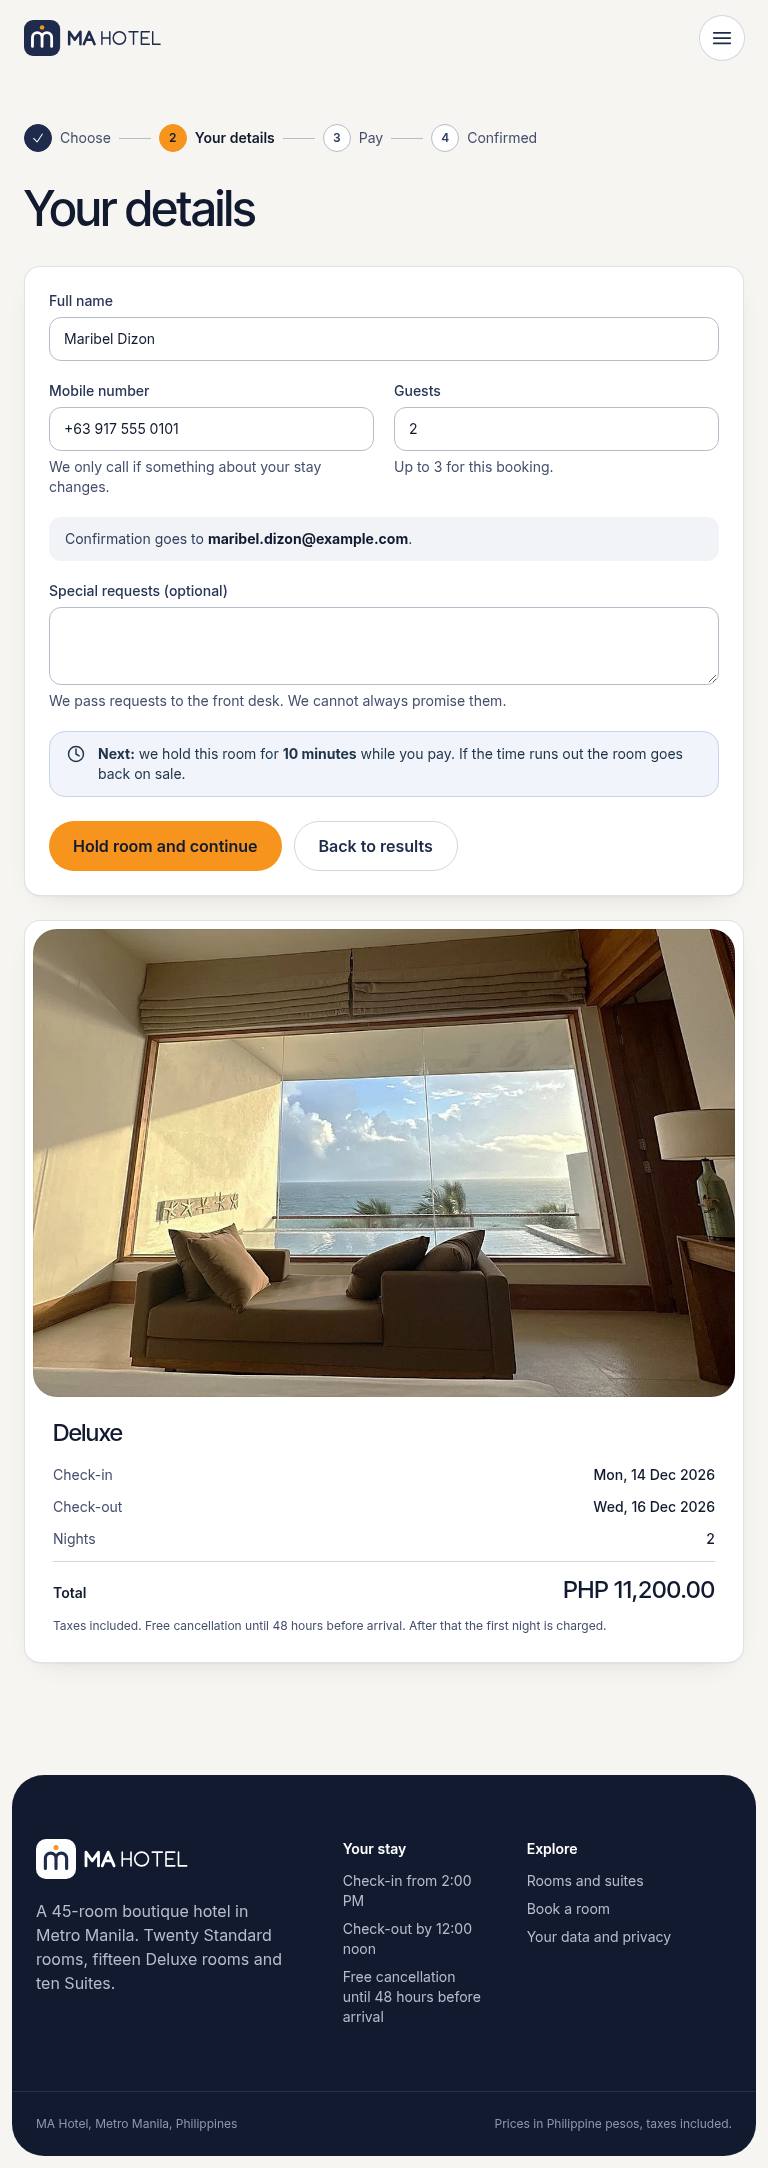 MA HOTEL
Choose
2 Your details
3 Pay
4 Confirmed
Your details
Full name
Maribel Dizon
Mobile number
+63 917 555 0101
We only call if something about your stay
changes.
Guests
2
Up to 3 for this booking.
Confirmation goes to maribel.dizon@example.com.
Special requests (optional)
We pass requests to the front desk. We cannot always promise them.
Next: we hold this room for 10 minutes while you pay. If the time runs out the room goes
back on sale.
Hold room and continue
Back to results
Deluxe
Check-in Mon, 14 Dec 2026
Check-out Wed, 16 Dec 2026
Nights 2
Total PHP 11,200.00
Taxes included. Free cancellation until 48 hours before arrival. After that the first night is charged.
MA HOTEL
A 45-room boutique hotel in
Metro Manila. Twenty Standard
rooms, fifteen Deluxe rooms and
ten Suites.
Your stay
Check-in from 2:00
PM
Check-out by 12:00
noon
Free cancellation
until 48 hours before
arrival
Explore
Rooms and suites
Book a room
Your data and privacy
MA Hotel, Metro Manila, Philippines
Prices in Philippine pesos, taxes included.